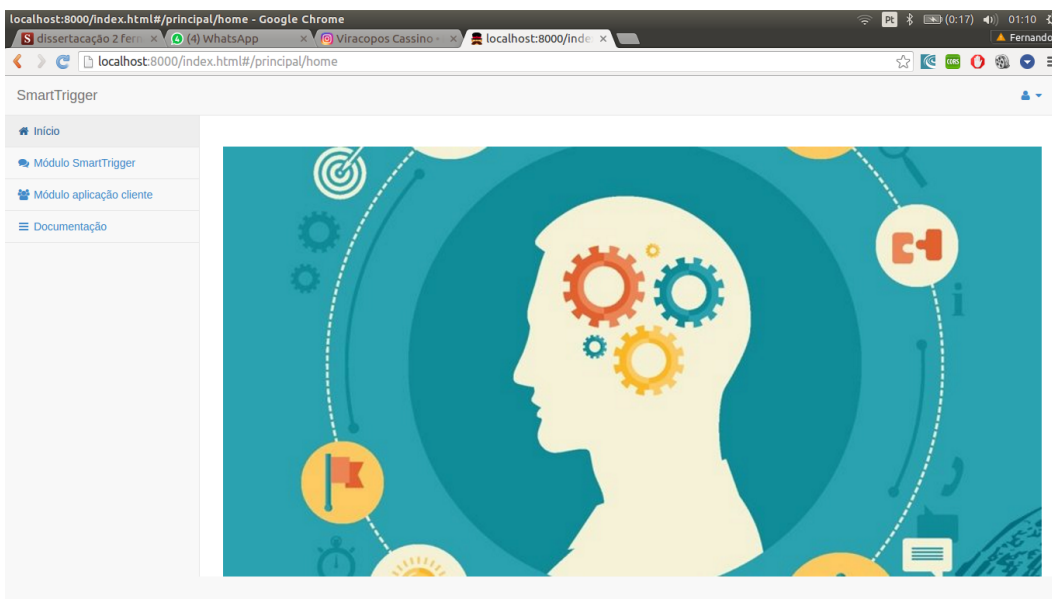 localhost:8000/index.html#/principal/home - Google Chrome
Pt (0:17) 01:10
S dissertacação 2 fern × (4) WhatsApp × Viracopos Cassino × localhost:8000/inde ×
Fernando
localhost:8000/index.html#/principal/home
CORS
SmartTrigger
Início
Módulo SmartTrigger
Módulo aplicação cliente
Documentação
i